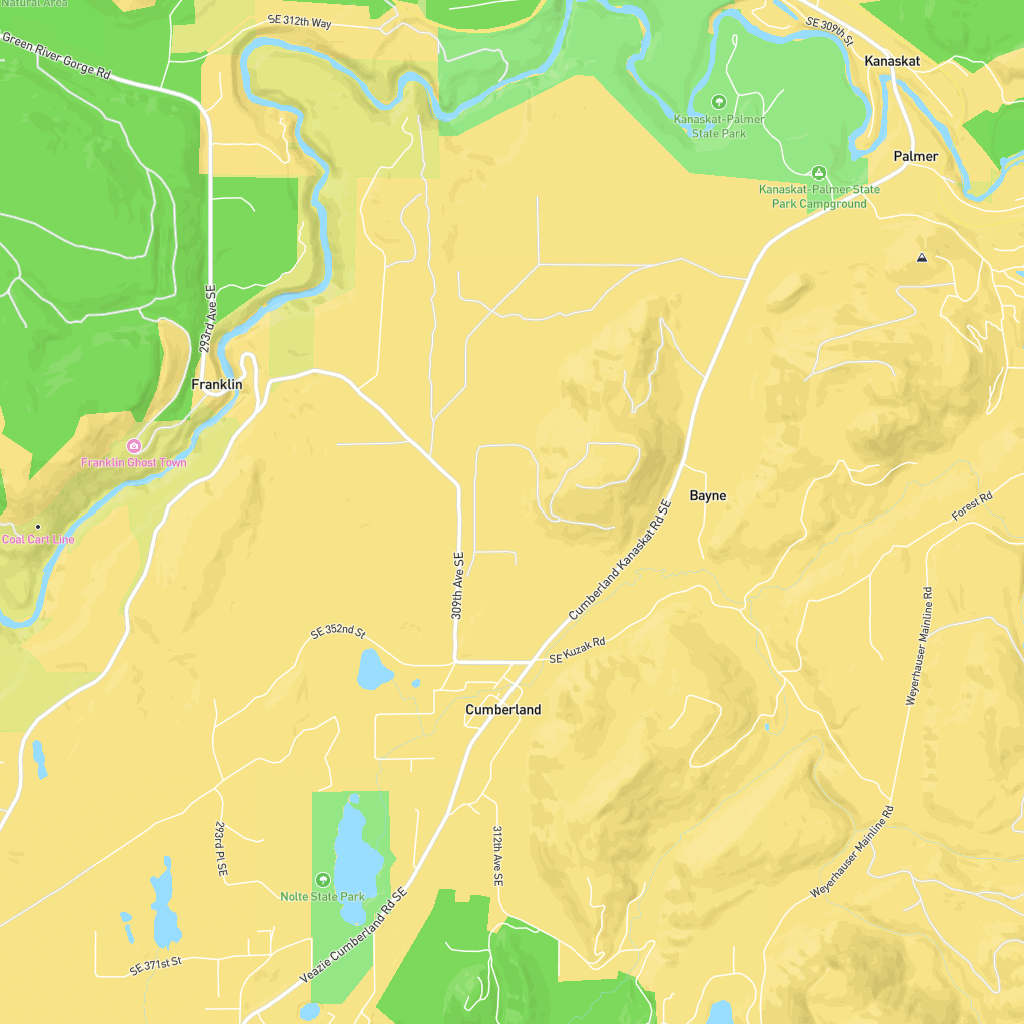 Natural Area
SE 312th Way
SE 309th St
Green River Gorge Rd
Kanaskat
Kanaskat-Palmer
State Park
Palmer
Kanaskat-Palmer State
Park Campground
293rd Ave SE
Franklin
Franklin Ghost Town
Bayne
Forest Rd
Coal Cart Line
Cumberland Kanaskat Rd SE
309th Ave SE
Weyerhauser Mainline Rd
SE 352nd St
SE Kuzak Rd
Cumberland
293rd Pl SE
312th Ave SE
Weyerhauser Mainline Rd
Nolte State Park
Veazie Cumberland Rd SE
SE 371st St